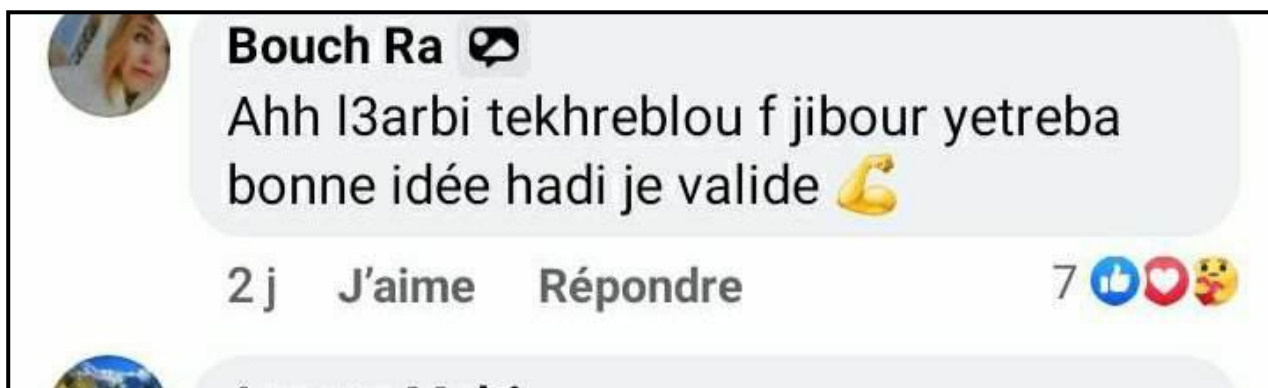 Bouch Ra
Ahh l3arbi tekhreblou f jibour yetreba
bonne idée hadi je valide 💪
2 j J'aime Répondre 7